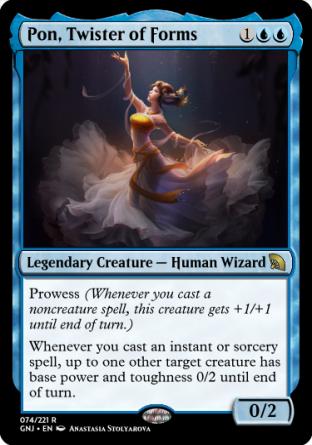 Pon, Twister of Forms 1
Legendary Creature — Human Wizard
Prowess (Whenever you cast a
noncreature spell, this creature gets +1/+1
until end of turn.)
Whenever you cast an instant or sorcery
spell, up to one other target creature has
base power and toughness 0/2 until end
of turn.
0/2
074/221 R
GNJ • EN Anastasia Stolyarova